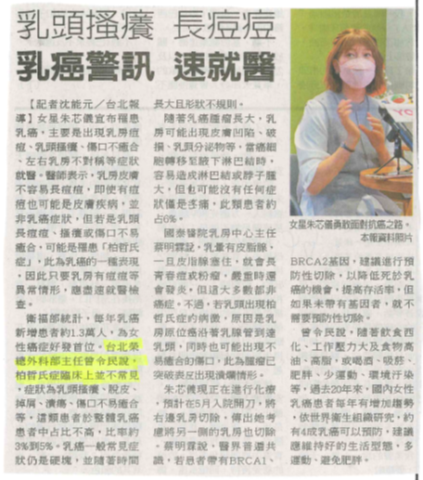 乳頭搔癢 長痘痘
乳癌警訊 速就醫
【記者沈能元／台北報
導】女星朱芯儀宣布罹患
乳癌，主要是出現乳房痘
痘、乳頭搔癢、傷口不癒
合、左右乳房不對稱等症狀
就醫，醫師表示，乳房皮膚
不容易長痘痘，即使有痘
痘也可能是皮膚疾病，並
非乳癌症狀，但若是乳頭
長痘痘、搔癢或傷口不易
癒合，可能是罹患「柏哲氏
症」，此為乳癌的一種表
現，因此只要乳房有痘痘等
異常情形，應盡速就醫檢
查。
衛福部統計，每年乳癌
新增患者約1.3萬人，為女
性癌症好發首位。台北榮
總外科部主任曾令民說，
柏哲氏症臨床上並不常見
，症狀為乳頭搔癢、脫皮、
掉屑、潰瘍、傷口不易癒合
等，這類患者於整體乳癌
患者中占比不高，比率約
3%到5%。乳癌一般常見症
狀仍是硬塊，並隨著時間
長大且形狀不規則。
隨著乳癌腫瘤長大，乳
房可能出現皮膚凹陷、破
損、乳頭分泌物等，當癌細
胞轉移至腋下淋巴結時，
容易造成淋巴結或脖子腫
大，但也可能沒有任何症
狀僅是疼痛，此類患者約
占6%。
國泰醫院乳房中心主任
蔡明霖說，乳暈有皮脂腺，
一旦皮脂腺塞住，就會長
青春痘或粉瘤，嚴重時還
會發炎，但這大多數都非
癌症。不過，若乳頭出現柏
哲氏症的病徵，原因是乳
房原位癌沿著乳腺管到達
乳頭，同時也可能出現不
易癒合的傷口，此為腫瘤已
突破表皮出現潰爛情形。
朱芯儀現正在進行化療
，預計在5月入院開刀，將
右邊乳房切除，傳出她考
慮將另一側的乳房也切除
。蔡明霖說，醫界普遍共
識，若患者帶有BRCA1、
女星朱芯儀勇敢面對抗癌之路。
本報資料照片
BRCA2基因，建議進行預
防性切除，以降低死於乳
癌的機會，提高存活率，但
如果未帶有基因者，就不
需要預防性切除。
曾令民說，隨著飲食西
化、工作壓力大及食物高
油、高脂，或喝酒、吸菸、
肥胖、少運動、環境汙染
等，過去20年來，國內女性
乳癌患者每年有增加趨勢
，依世界衛生組織研究，約
有4成乳癌可以預防，建議
應維持好的生活型態，多
運動、避免肥胖。